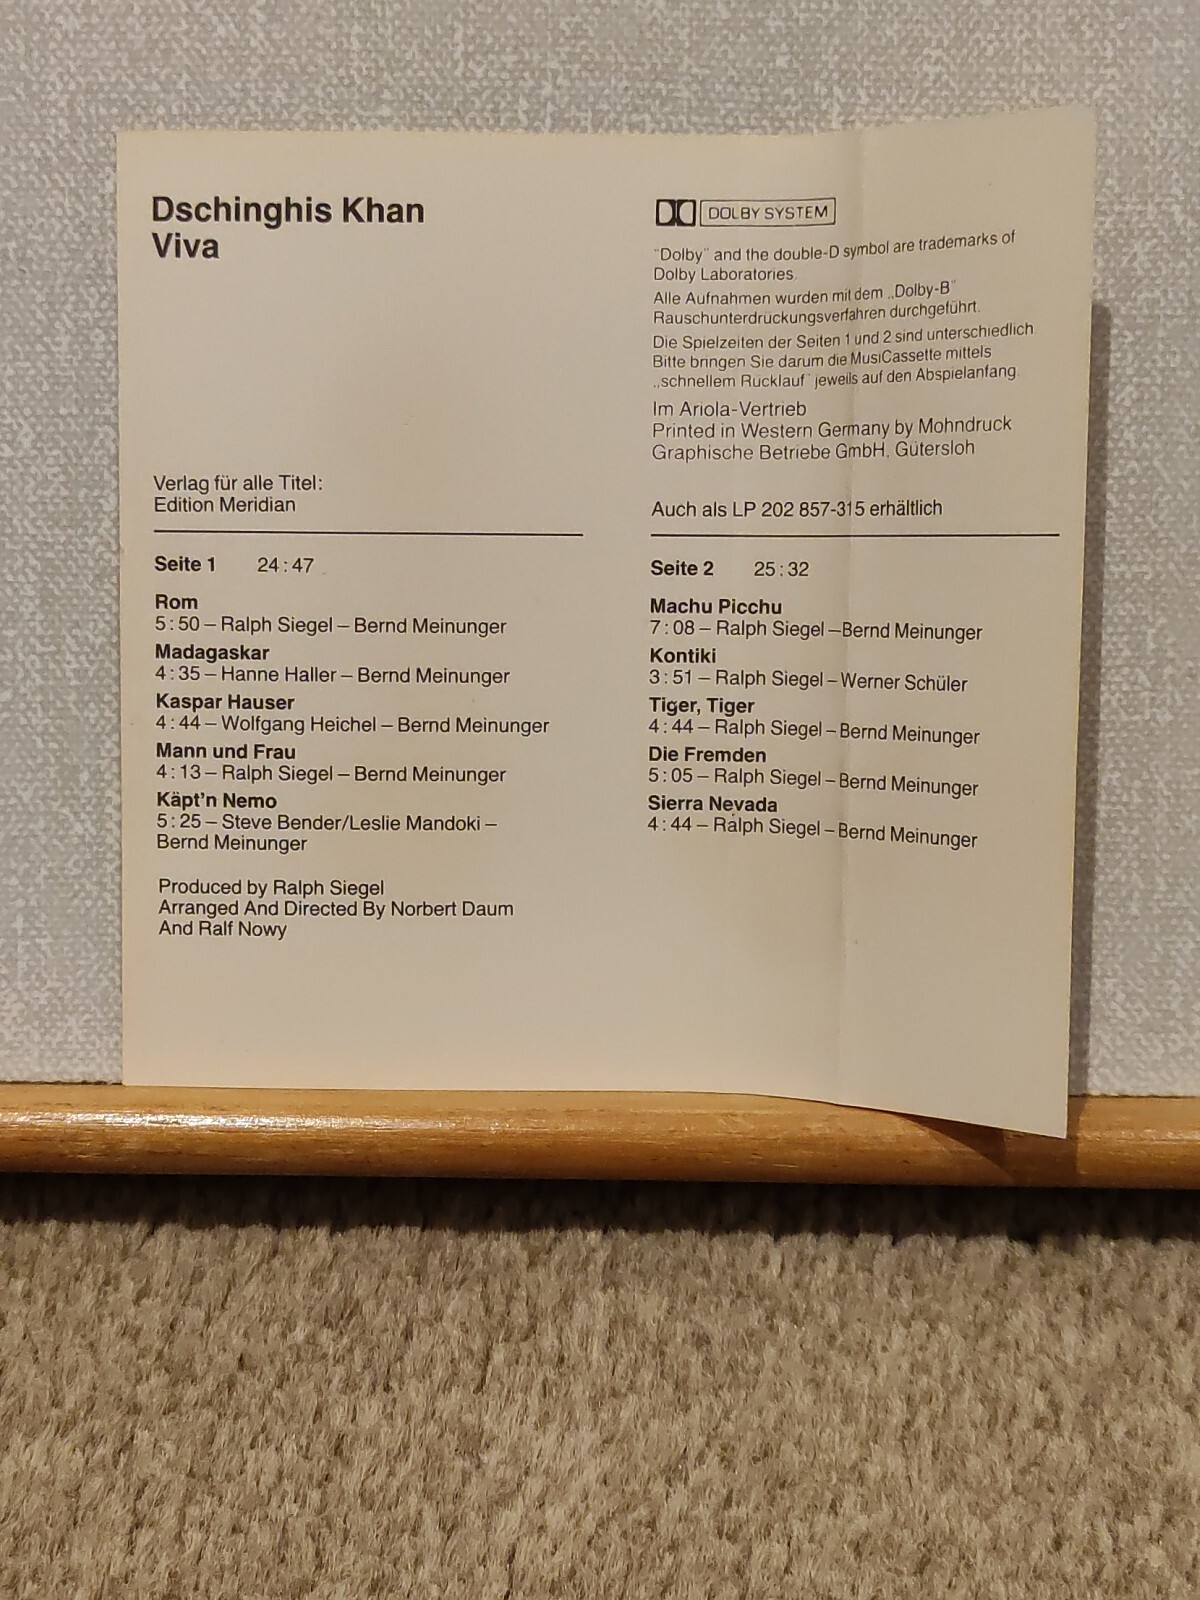 Dschinghis Khan
Viva
Verlag für alle Titel:
Edition Meridian
Seite 1 24:47
Rom
5:50 – Ralph Siegel – Bernd Meinunger
Madagaskar
4:35 – Hanne Haller – Bernd Meinunger
Kaspar Hauser
4:44 – Wolfgang Heichel – Bernd Meinunger
Mann und Frau
4:13 – Ralph Siegel – Bernd Meinunger
Käpt'n Nemo
5:25 – Steve Bender/Leslie Mandoki –
Bernd Meinunger
Produced by Ralph Siegel
Arranged And Directed By Norbert Daum
And Ralf Nowy
DOLBY SYSTEM
"Dolby" and the double-D symbol are trademarks of
Dolby Laboratories.
Alle Aufnahmen wurden mit dem „Dolby-B"
Rauschunterdrückungsverfahren durchgeführt.
Die Spielzeiten der Seiten 1 und 2 sind unterschiedlich.
Bitte bringen Sie darum die MusiCassette mittels
„schnellem Rücklauf" jeweils auf den Abspielanfang.
Im Ariola-Vertrieb
Printed in Western Germany by Mohndruck
Graphische Betriebe GmbH, Gütersloh
Auch als LP 202 857-315 erhältlich
Seite 2 25:32
Machu Picchu
7:08 – Ralph Siegel – Bernd Meinunger
Kontiki
3:51 – Ralph Siegel – Werner Schüler
Tiger, Tiger
4:44 – Ralph Siegel – Bernd Meinunger
Die Fremden
5:05 – Ralph Siegel – Bernd Meinunger
Sierra Nevada
4:44 – Ralph Siegel – Bernd Meinunger